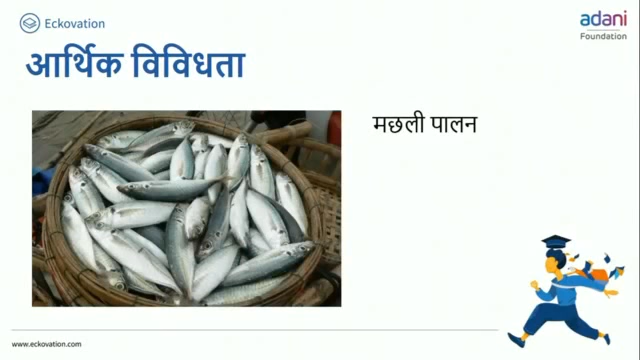 Eckovation
adani
Foundation
आर्थिक विविधता
मछली पालन
www.eckovation.com